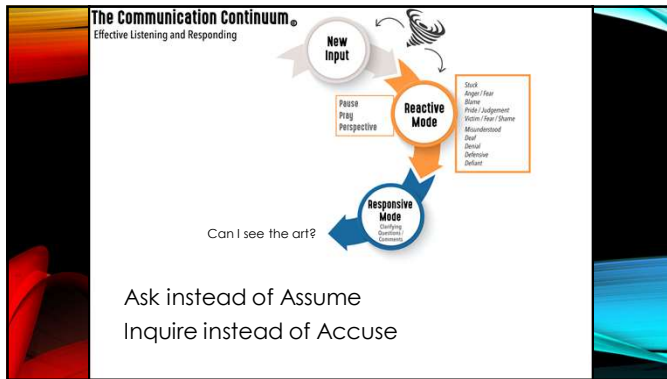 The Communication Continuum®
Effective Listening and Responding
New
Input
Pause
Pray
Perspective
Reactive
Mode
Stuck
Anger / Fear
Blame
Pride / Judgement
Victim / Fear / Shame
Misunderstood
Deaf
Denial
Defensive
Defiant
Responsive
Mode
Clarifying
Questions /
Comments
Can I see the art?
Ask instead of Assume
Inquire instead of Accuse